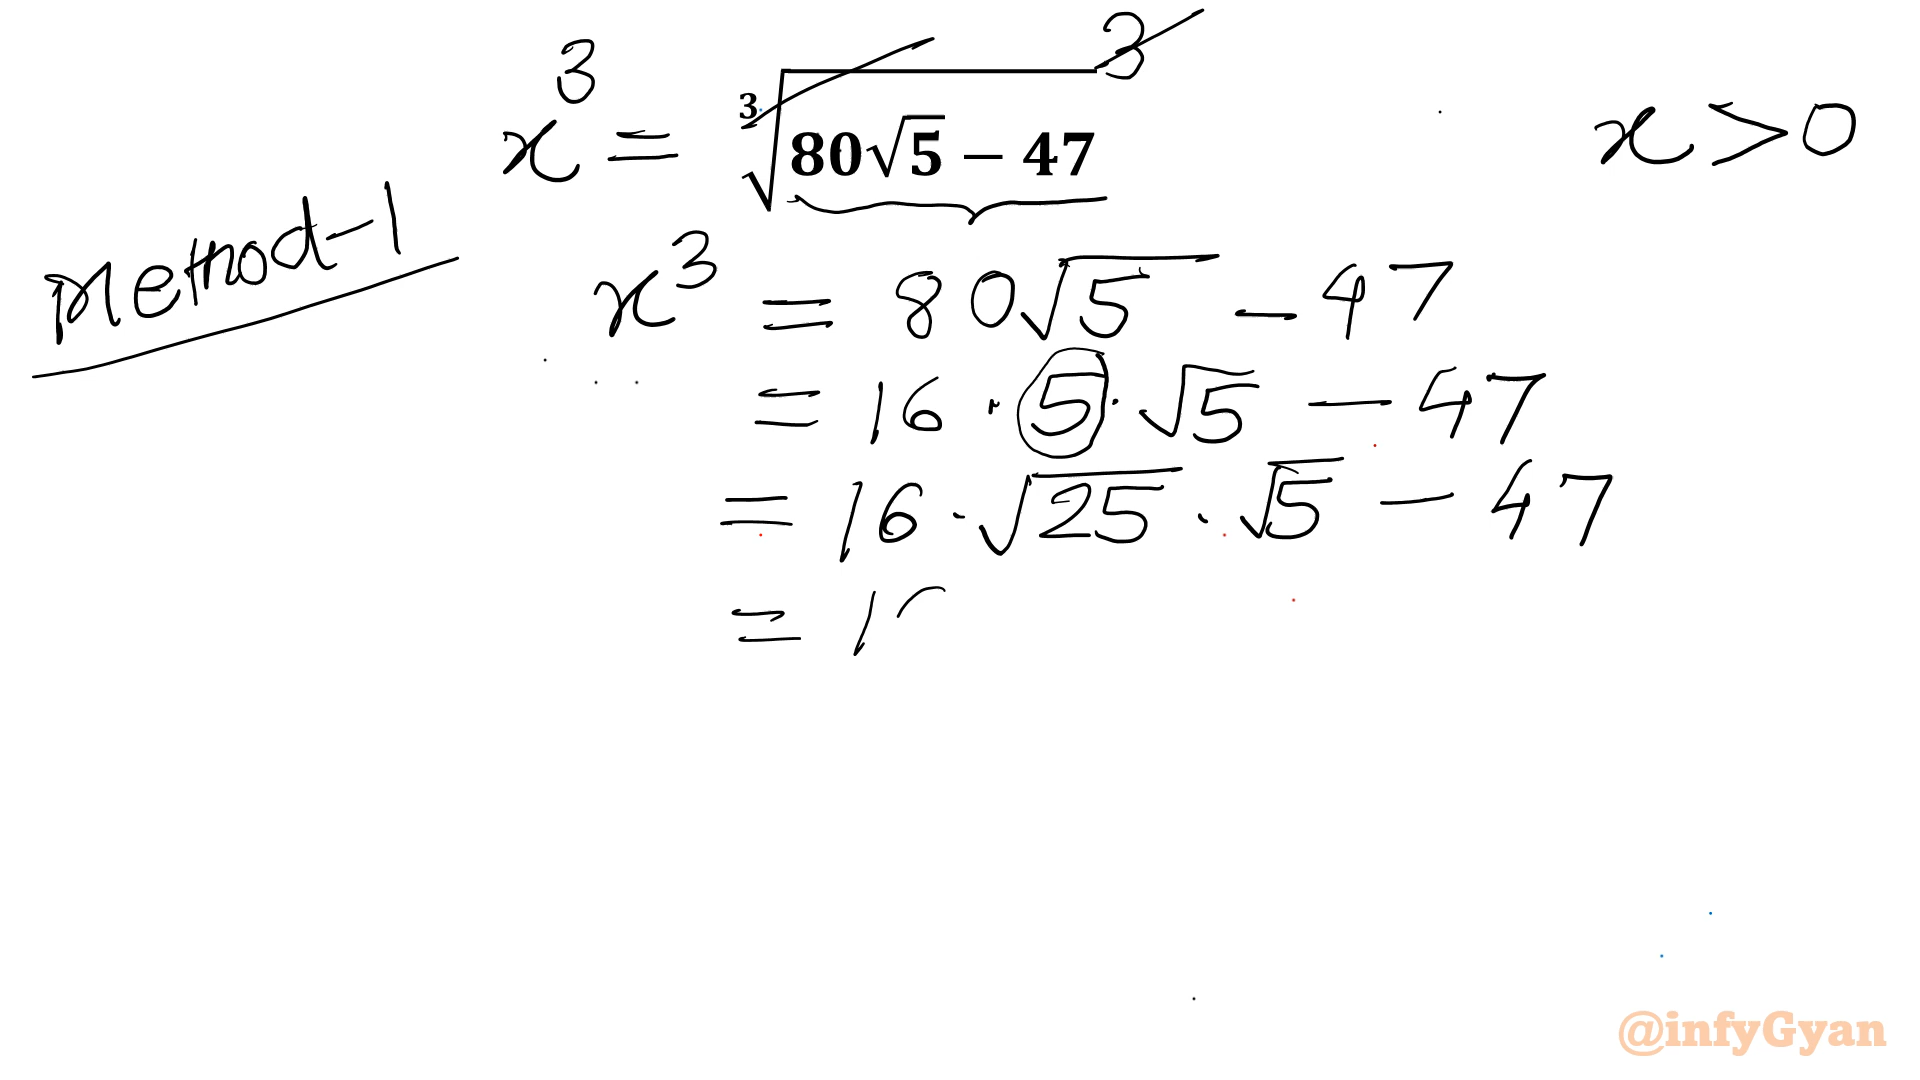 x³ = ∛(80√5 − 47)³ x > 0
Method-1
x³ = 80√5 − 47
= 16 · 5 · √5 − 47
= 16 · √25 · √5 − 47
= 1
@infyGyan